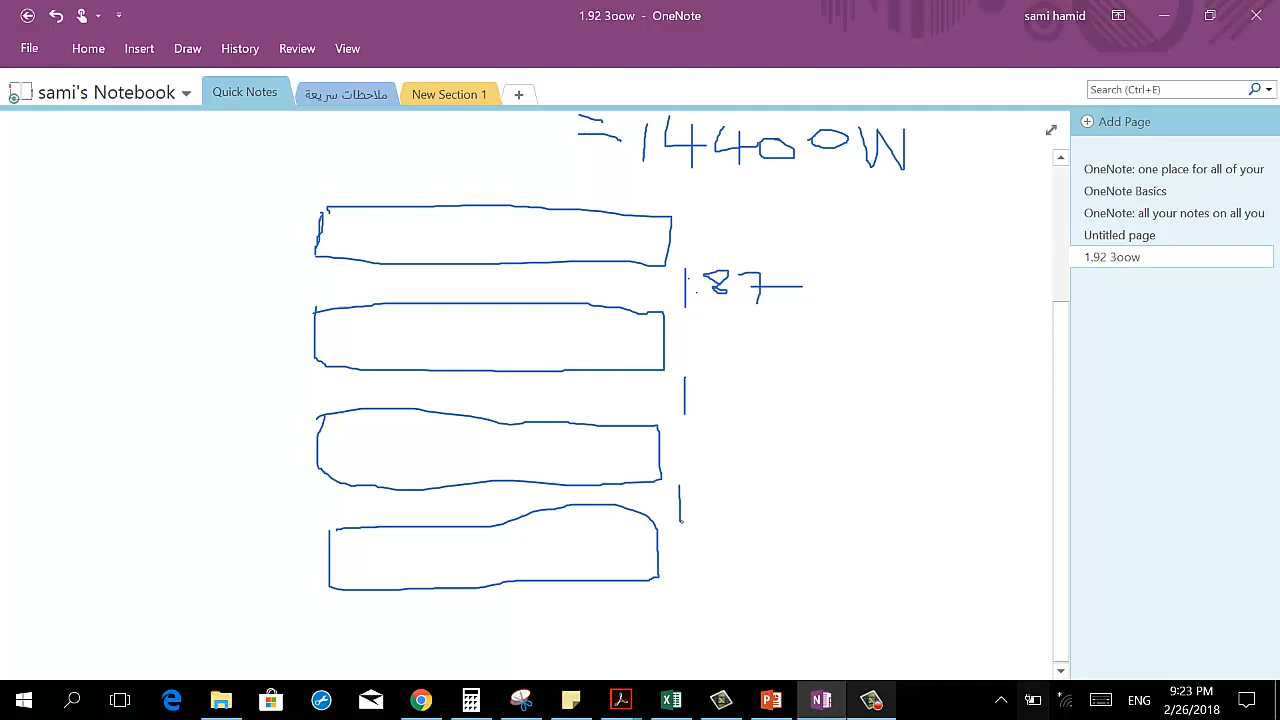 1.92 3oow - OneNote
sami hamid
File Home Insert Draw History Review View
sami's Notebook
Quick Notes
ملاحظات سريعة
New Section 1
Search (Ctrl+E)
= 14400W
1.87
Add Page
OneNote: one place for all of your
OneNote Basics
OneNote: all your notes on all you
Untitled page
1.92 3oow
ENG
9:23 PM
2/26/2018